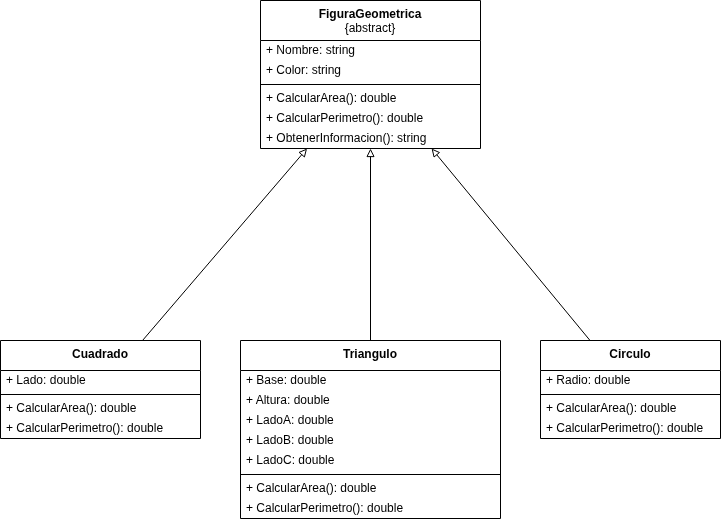 FiguraGeometrica
{abstract}
+ Nombre: string
+ Color: string
+ CalcularArea(): double
+ CalcularPerimetro(): double
+ ObtenerInformacion(): string
Cuadrado
+ Lado: double
+ CalcularArea(): double
+ CalcularPerimetro(): double
Triangulo
+ Base: double
+ Altura: double
+ LadoA: double
+ LadoB: double
+ LadoC: double
+ CalcularArea(): double
+ CalcularPerimetro(): double
Circulo
+ Radio: double
+ CalcularArea(): double
+ CalcularPerimetro(): double